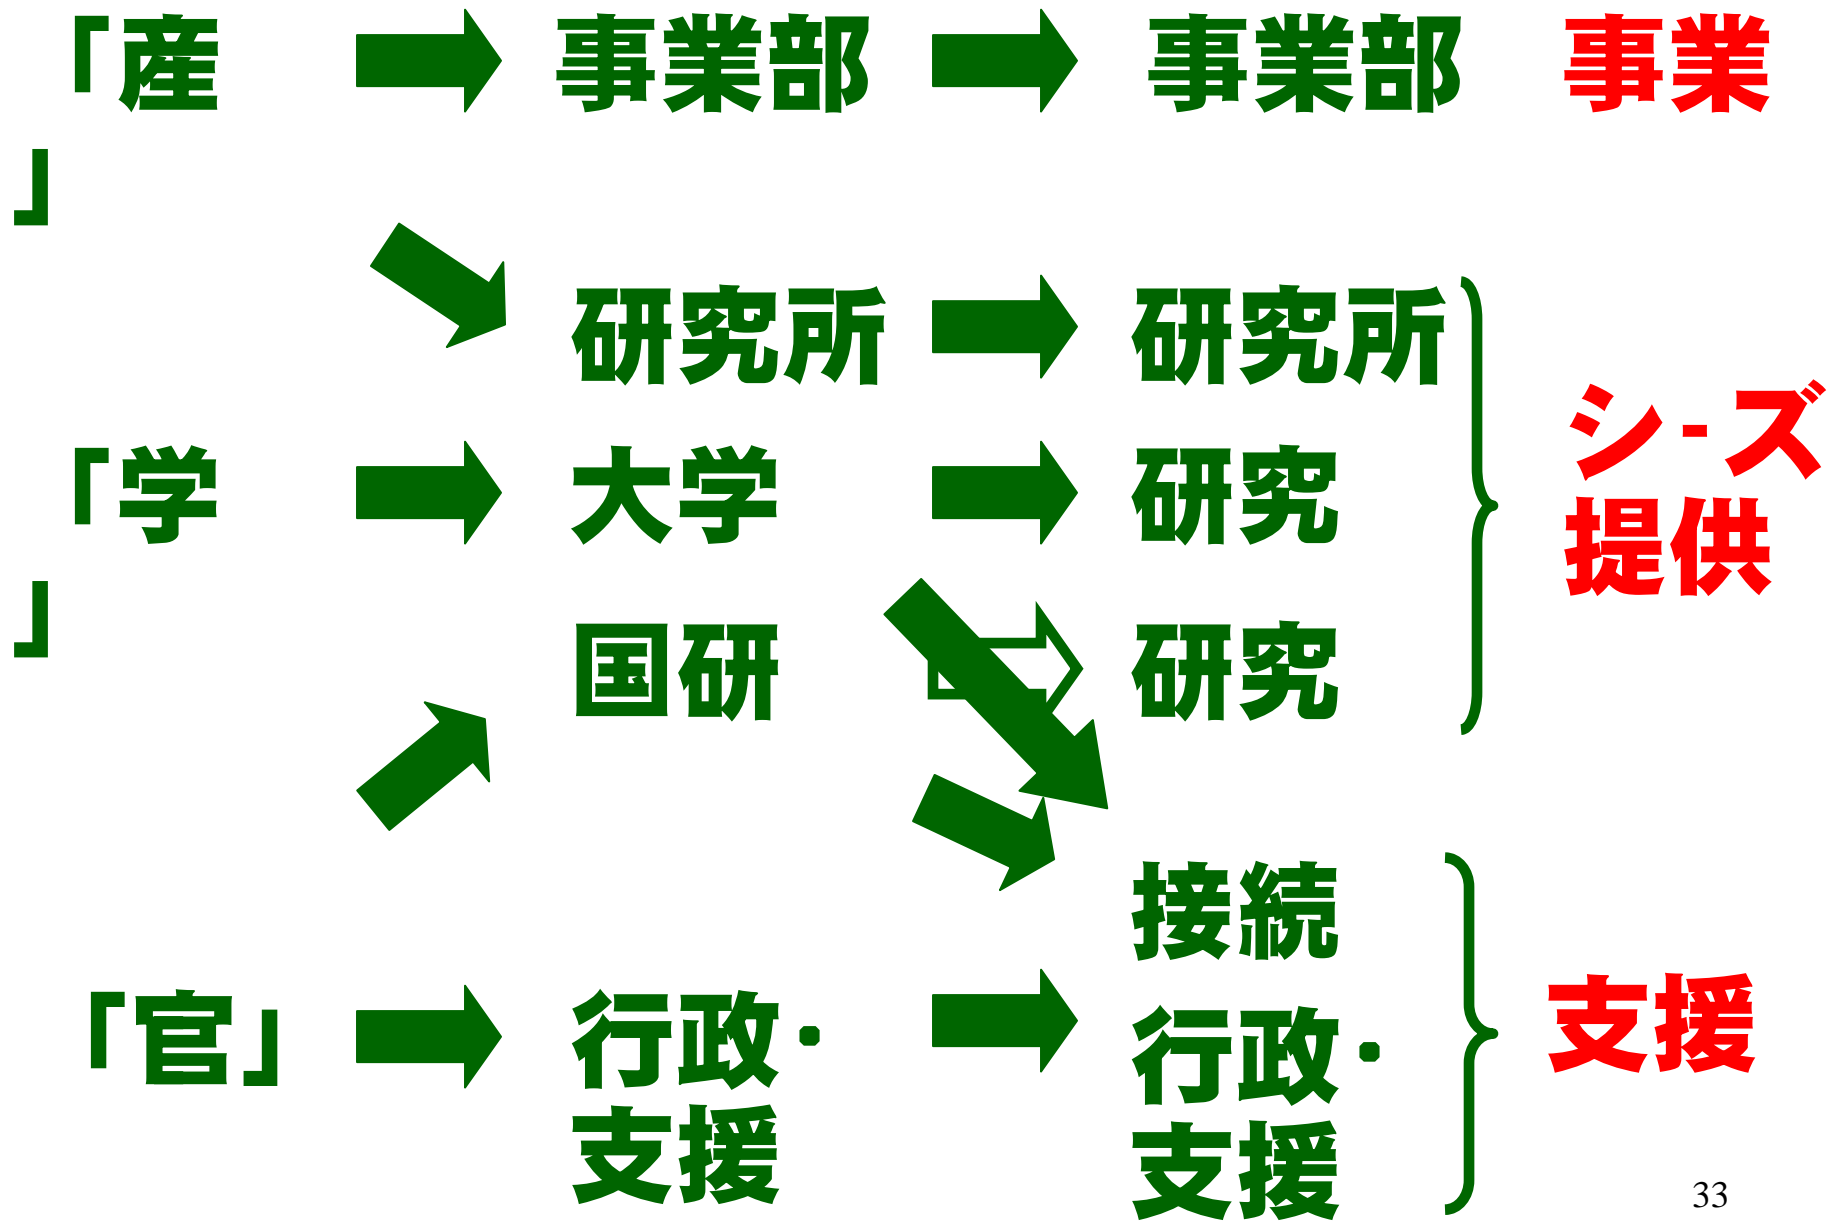 「産
」
事業部
事業部
事業
研究所
研究所
「学
」
大学
研究
シ-ズ
提供
国研
研究
接続
「官」
行政・
支援
行政・
支援
支援
33